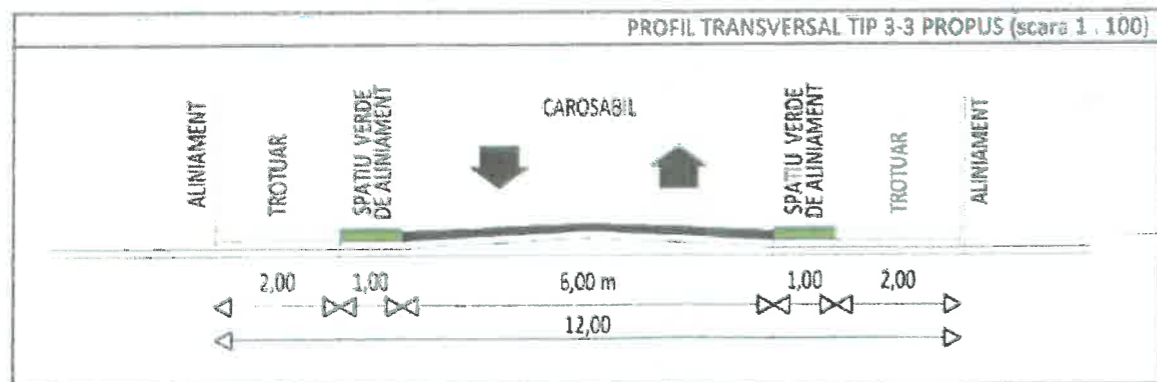 PROFIL TRANSVERSAL TIP 3-3 PROPUS (scara 1 : 100)
ALINIAMENT
TROTUAR
SPATIU VERDE
DE ALINIAMENT
CAROSABIL
SPATIU VERDE
DE ALINIAMENT
TROTUAR
ALINIAMENT
2,00
1,00
6,00 m
1,00
2,00
12,00